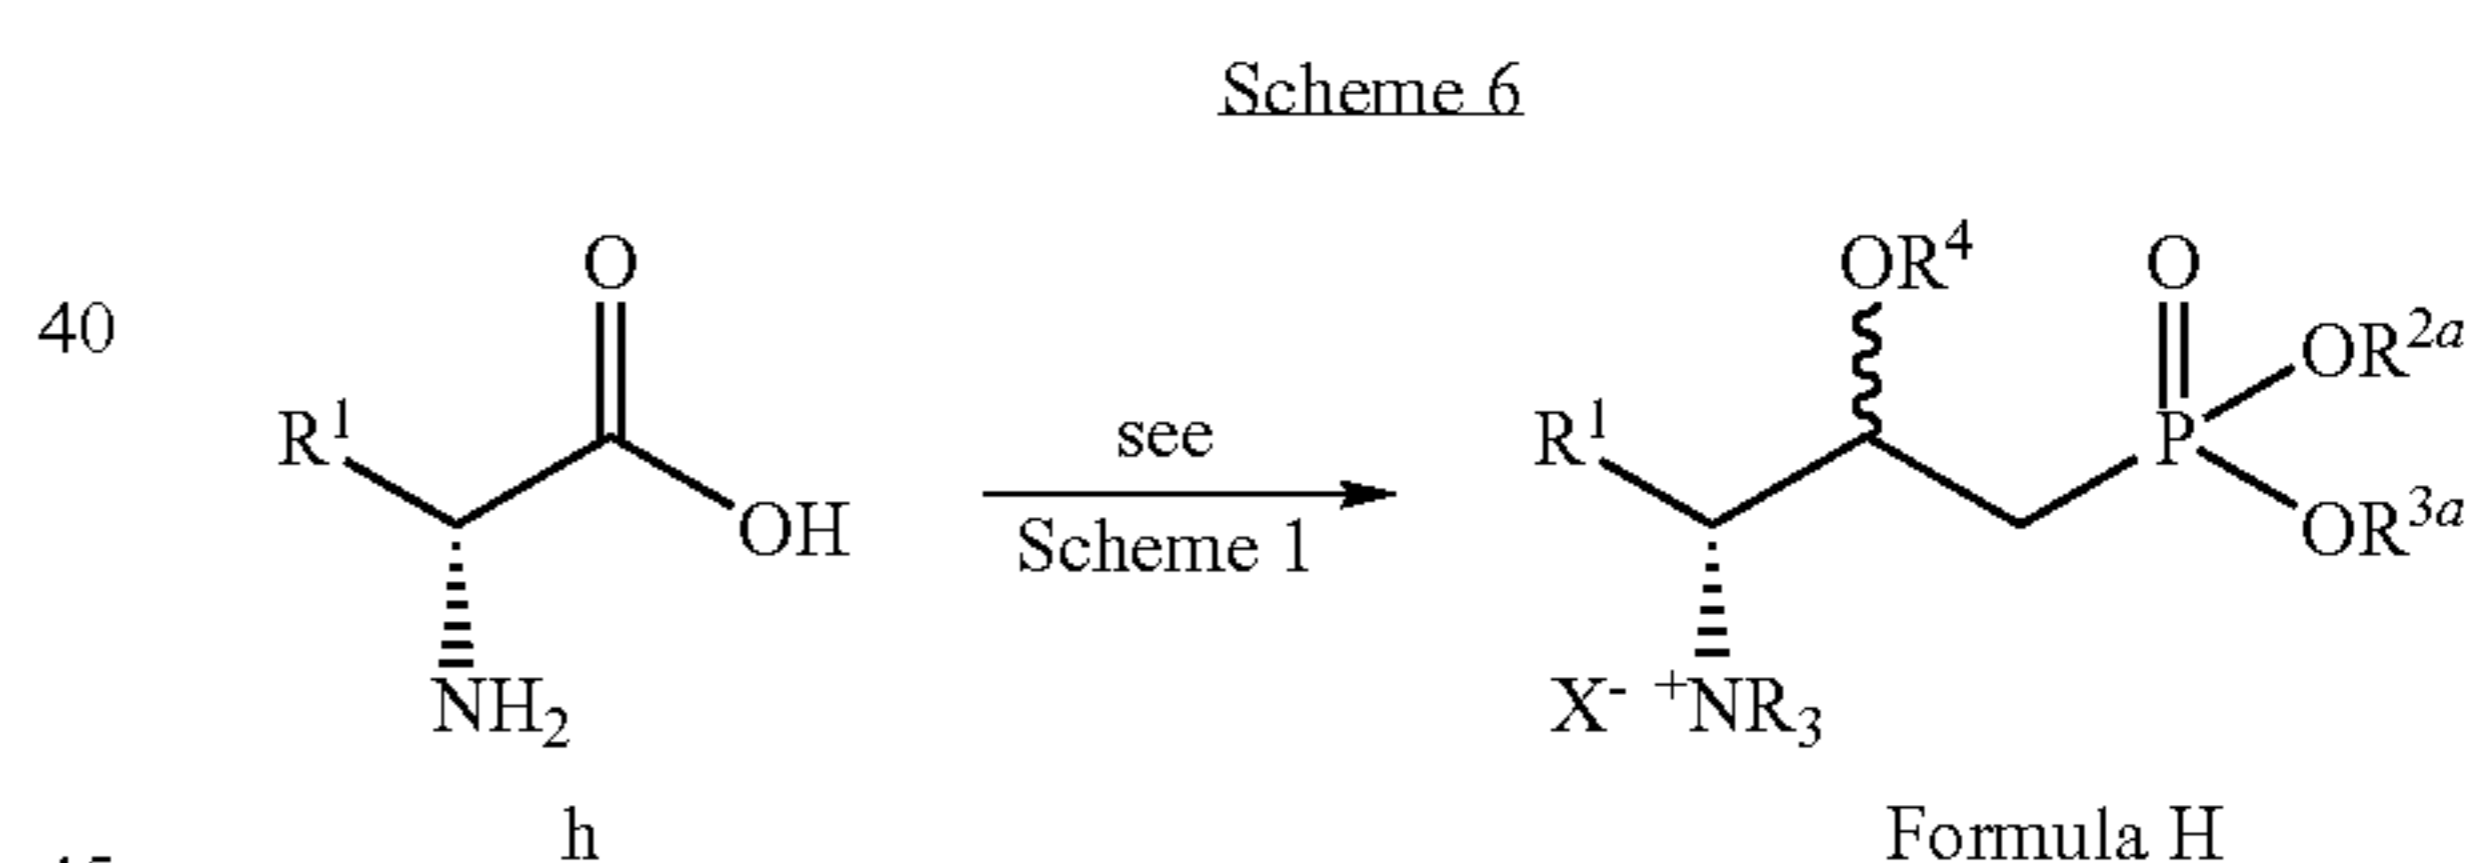 Scheme 6
O OR⁴ O
40 OR²ᵃ
R¹ see R¹ P
OH Scheme 1 OR³ᵃ
NH₂ X⁻ ⁺NR₃
h Formula H